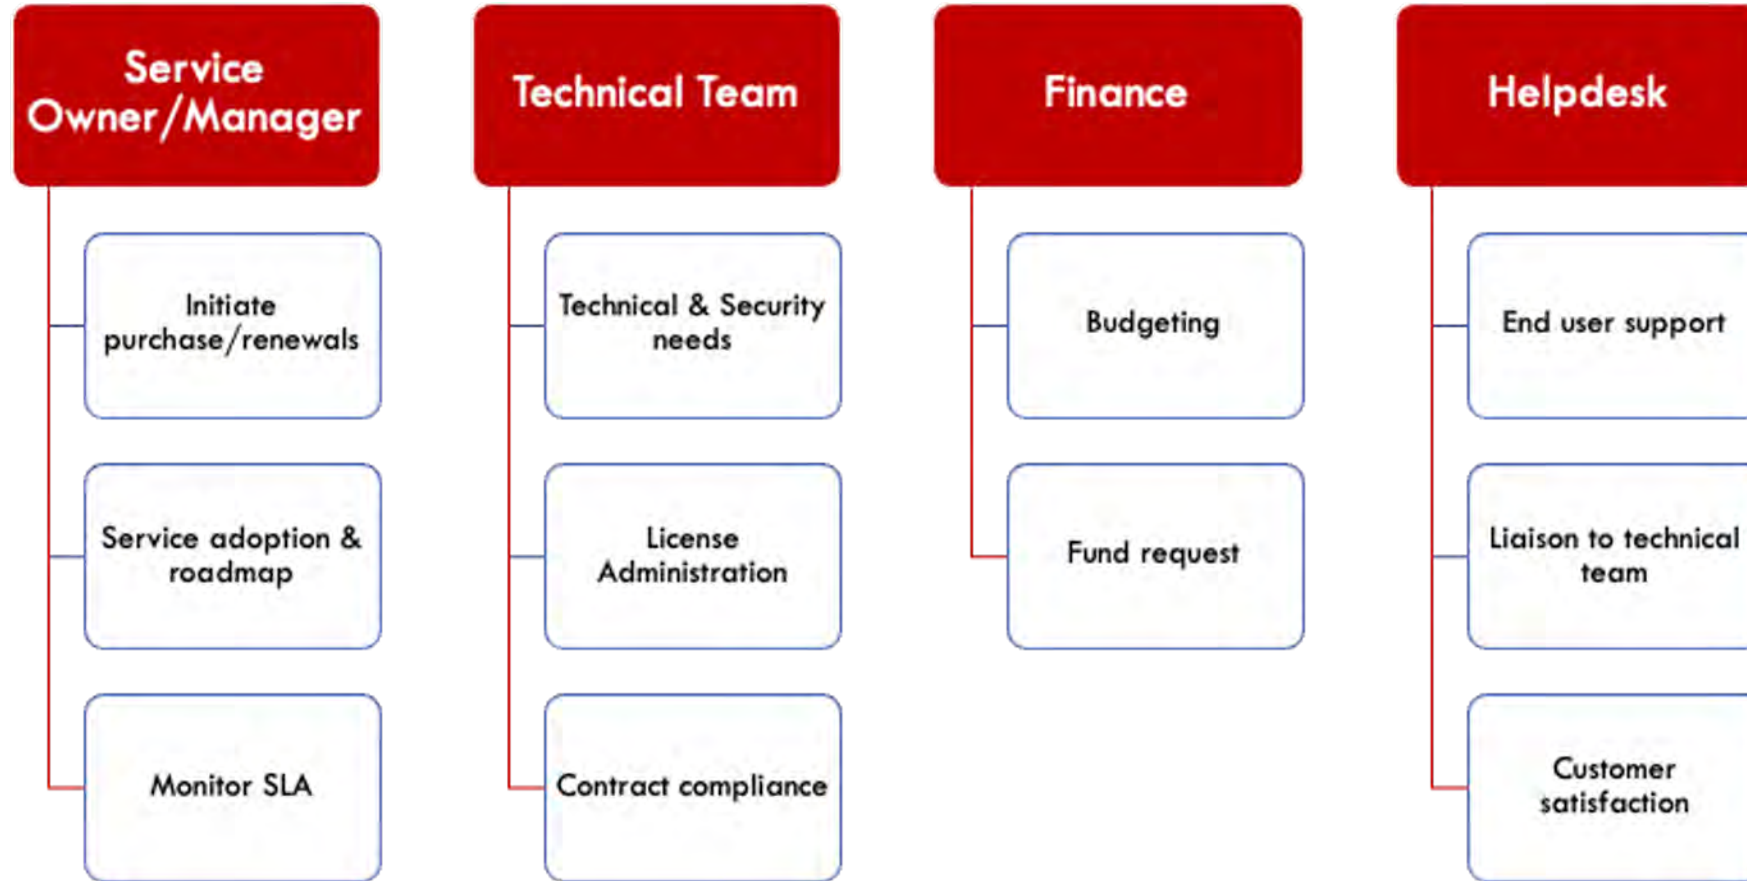 Service
Owner/Manager
Initiate
purchase/renewals
Service adoption &
roadmap
Monitor SLA
Technical Team
Technical & Security
needs
License
Administration
Contract compliance
Finance
Budgeting
Fund request
Helpdesk
End user support
Liaison to technical
team
Customer
satisfaction